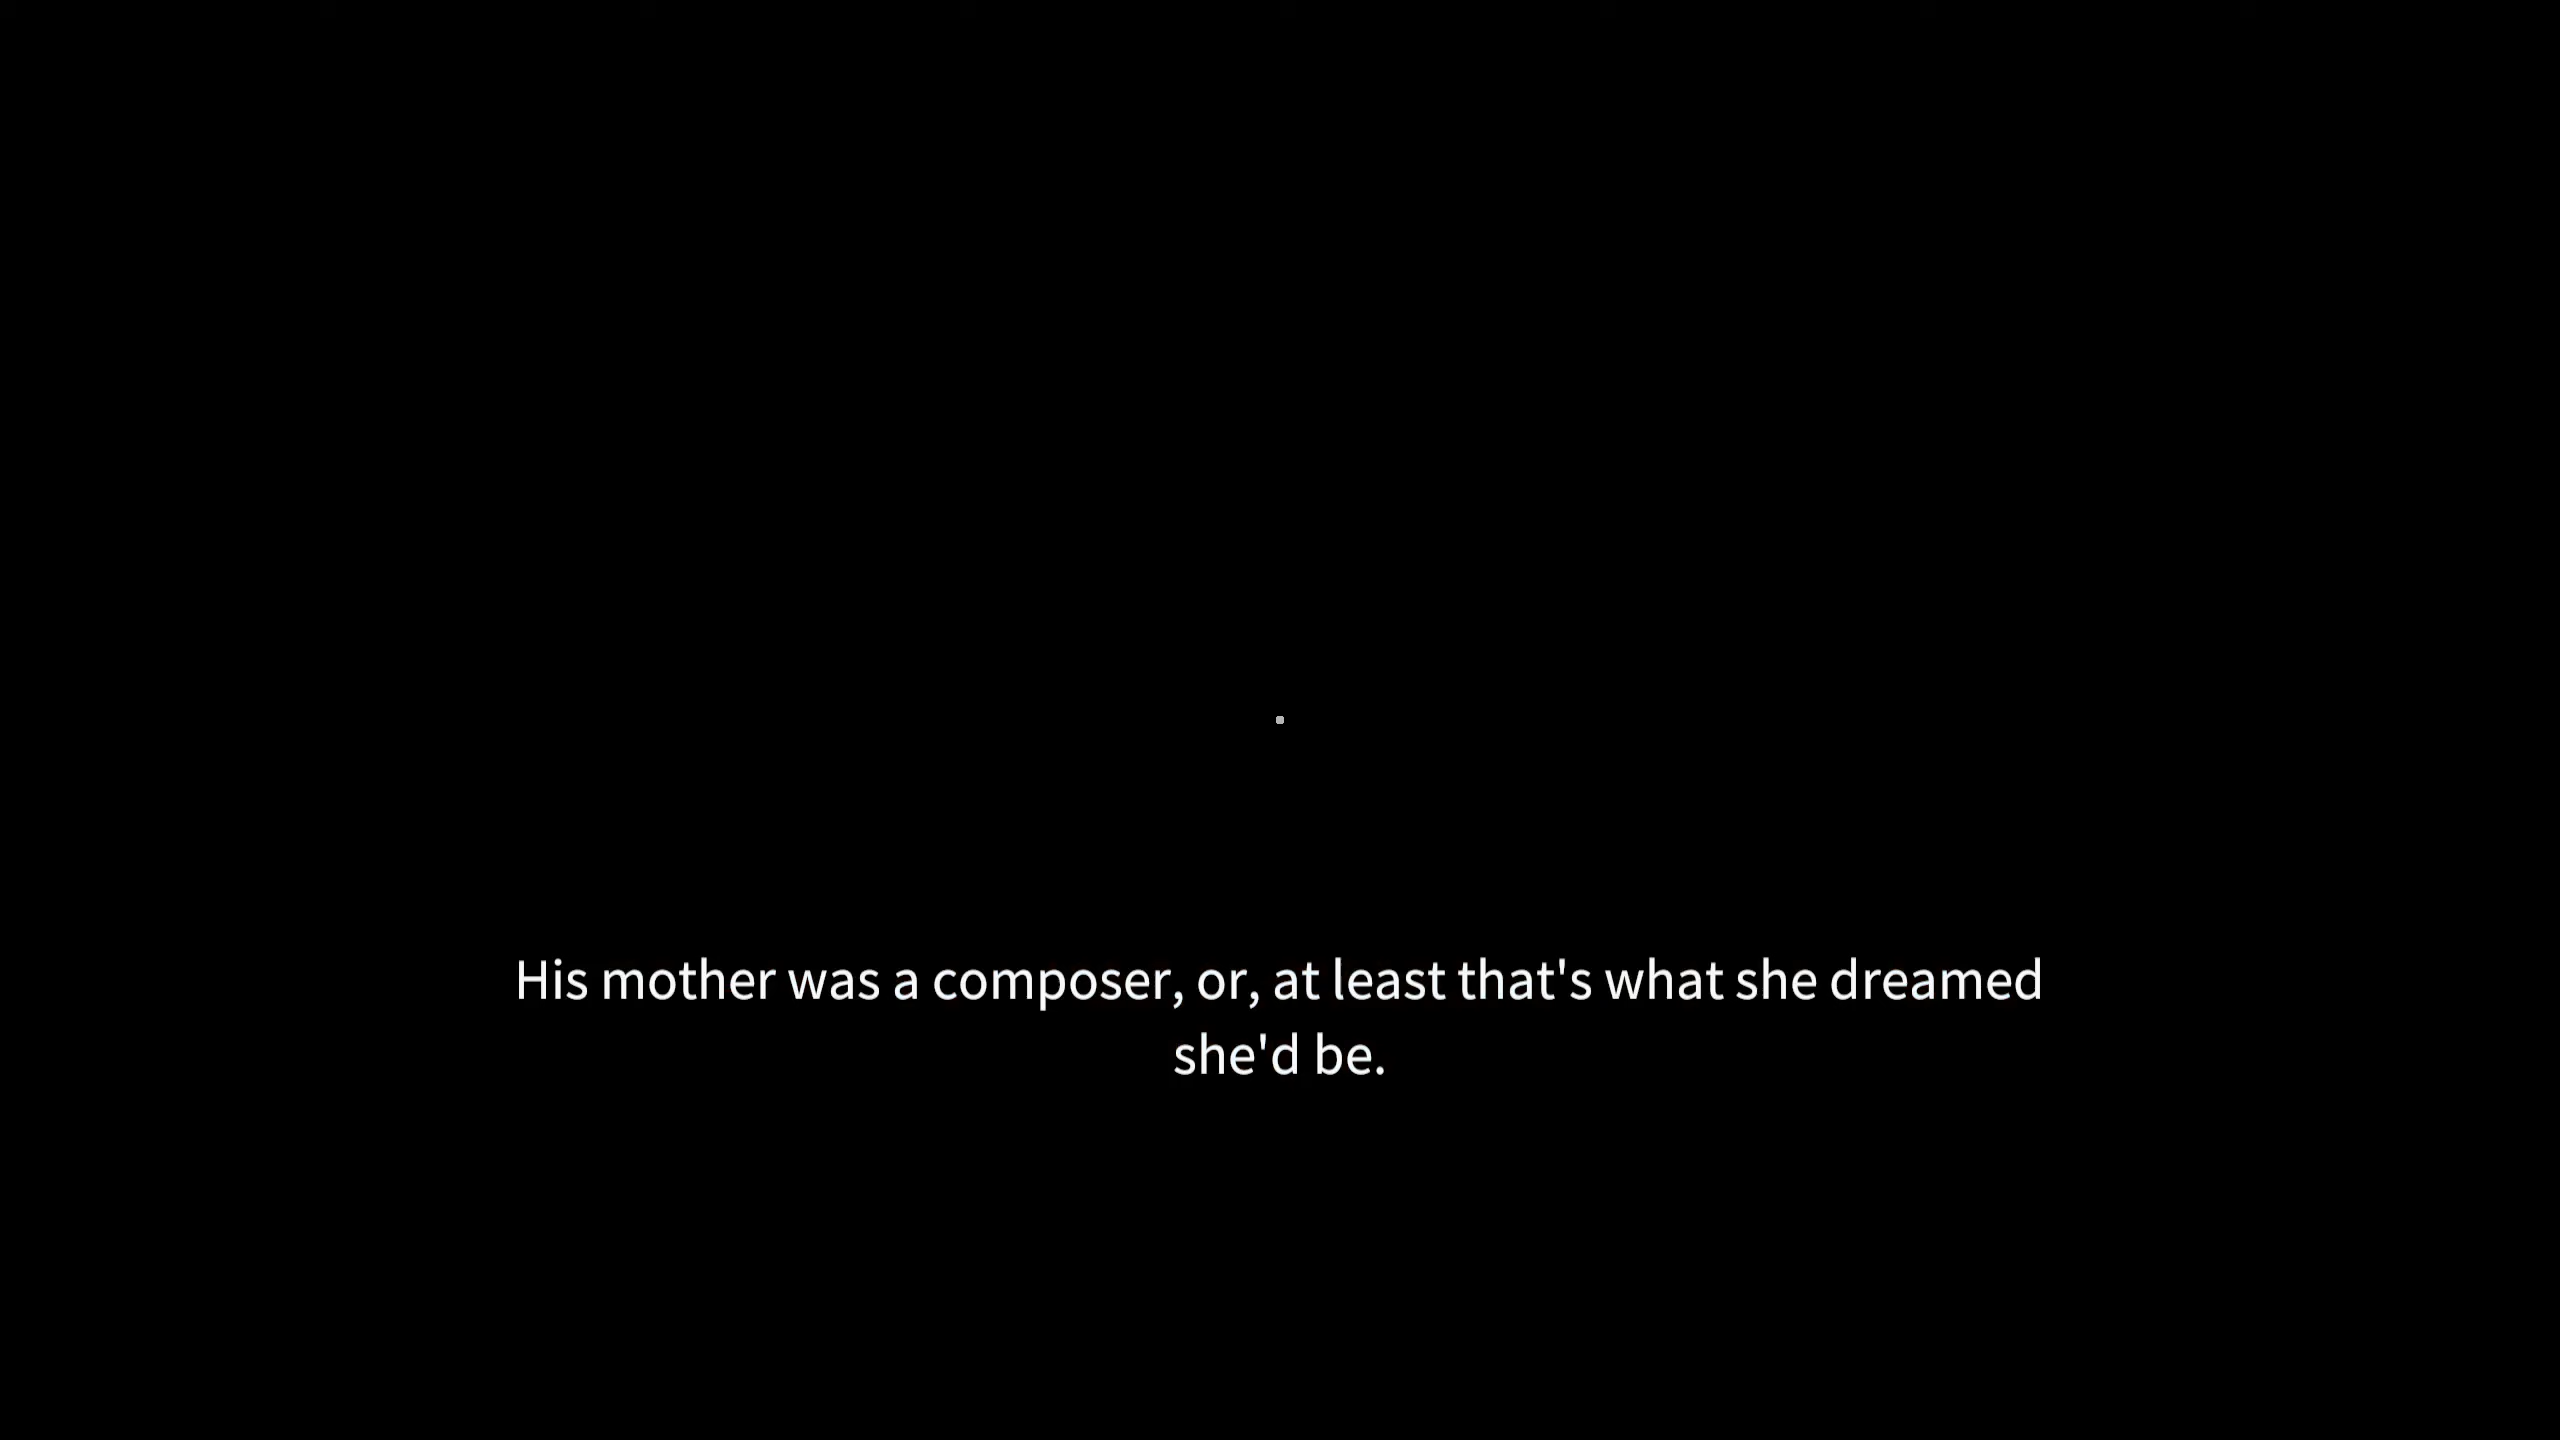 His mother was a composer, or, at least that's what she dreamed
she'd be.